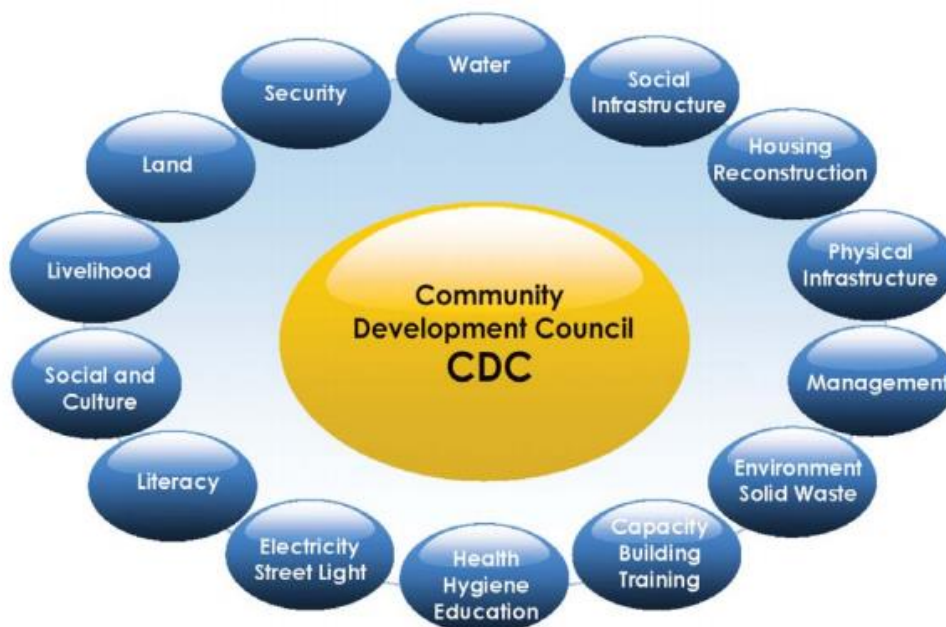 Water
Social
Infrastructure
Housing
Reconstruction
Physical
Infrastructure
Management
Environment
Solid Waste
Capacity
Building
Training
Health
Hygiene
Education
Electricity
Street Light
Literacy
Social and
Culture
Livelihood
Land
Security
Community
Development Council
CDC